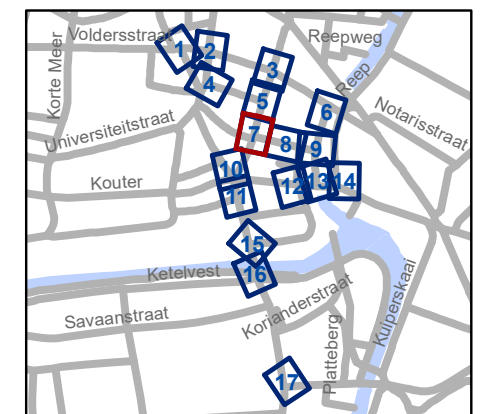 Voldersstraat
Reepweg
Korte Meer
Reep
Notarisstraat
Universiteitstraat
Kouter
Ketelvest
Savaanstraat
Korianderstraat
Platteberg
Kuiperskaai
1
2
3
4
5
6
7
8
9
10
11
12
13
14
15
16
17